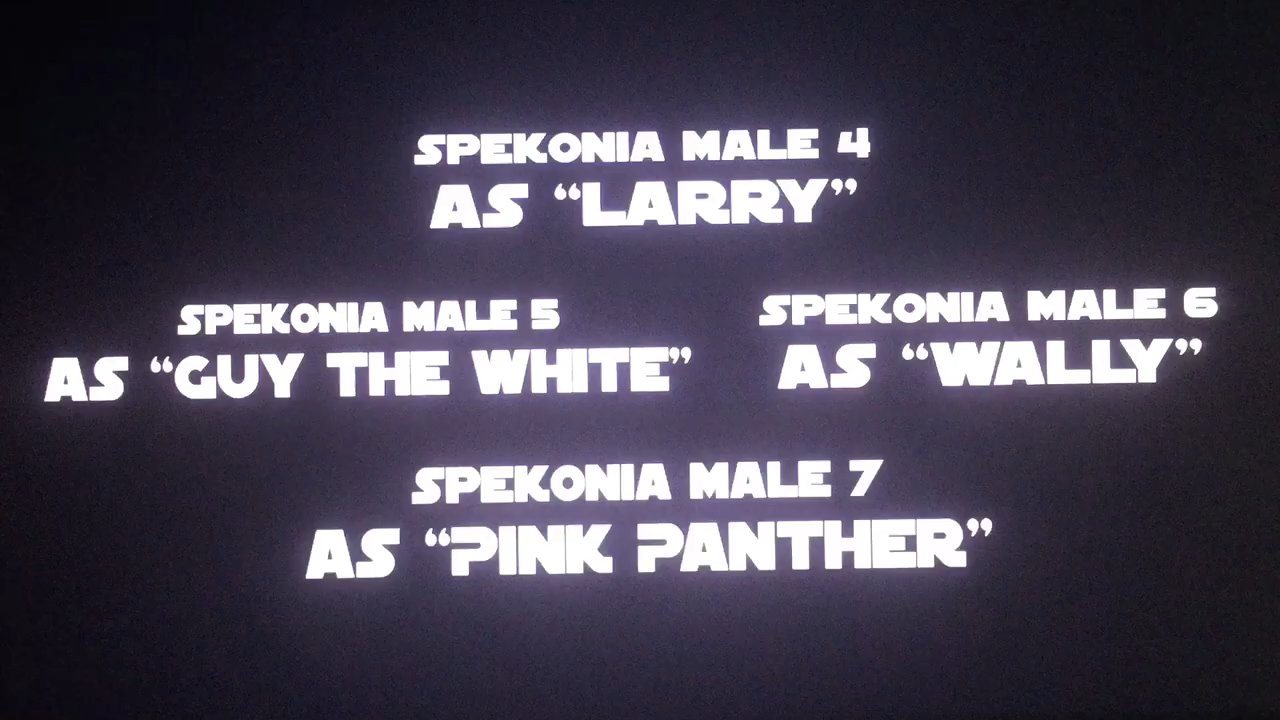 SPEKONIA MALE 4
AS “LARRY”
SPEKONIA MALE 5
AS “GUY THE WHITE”
SPEKONIA MALE 6
AS “WALLY”
SPEKONIA MALE 7
AS “PINK PANTHER”